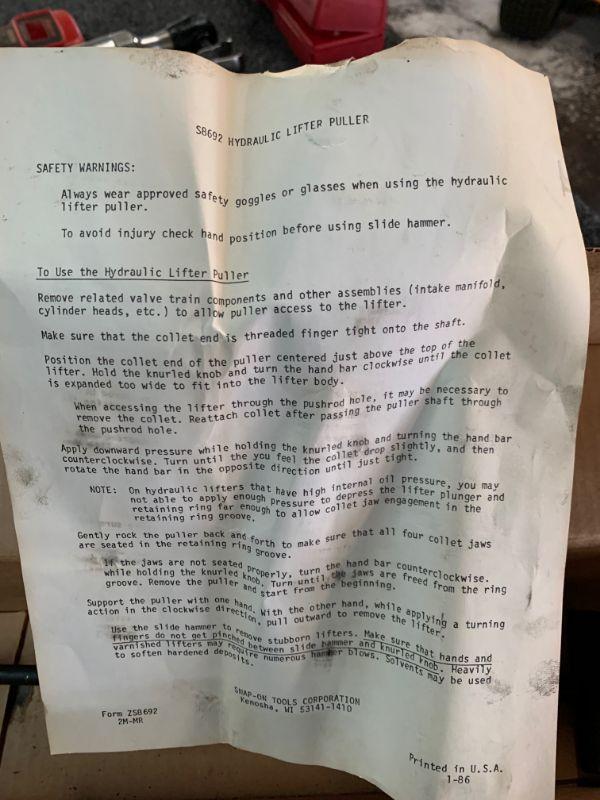 S8692 HYDRAULIC LIFTER PULLER
SAFETY WARNINGS:
Always wear approved safety goggles or glasses when using the hydraulic
lifter puller.
To avoid injury check hand position before using slide hammer.
To Use the Hydraulic Lifter Puller
Remove related valve train components and other assemblies (intake manifold,
cylinder heads, etc.) to allow puller access to the lifter.
Make sure that the collet end is threaded finger tight onto the shaft.
Position the collet end of the puller centered just above the top of the
lifter. Hold the knurled knob and turn the hand bar clockwise until the collet
is expanded too wide to fit into the lifter body.
When accessing the lifter through the pushrod hole, it may be necessary to
remove the collet. Reattach collet after passing the puller shaft through
the pushrod hole.
Apply downward pressure while holding the knurled knob and turning the hand bar
counterclockwise. Turn until the you feel the collet drop slightly, and then
rotate the hand bar in the opposite direction until just tight.
NOTE: On hydraulic lifters that have high internal oil pressure, you may
not able to apply enough pressure to depress the lifter plunger and
retaining ring far enough to allow collet jaw engagement in the
retaining ring groove.
Gently rock the puller back and forth to make sure that all four collet jaws
are seated in the retaining ring groove.
If the jaws are not seated properly, turn the hand bar counterclockwise.
while holding the knurled knob. Turn until the jaws are freed from the ring
groove. Remove the puller and start from the beginning.
Support the puller with one hand. With the other hand, while applying a turning
action in the clockwise direction, pull outward to remove the lifter.
Use the slide hammer to remove stubborn lifters. Make sure that hands and
fingers do not get pinched between slide hammer and knurled knob. Heavily
varnished lifters may require numerous hammer blows. Solvents may be used
to soften hardened deposits.
SNAP-ON TOOLS CORPORATION
Kenosha, WI 53141-1410
Form ZS8692
2M-MR
Printed in U.S.A.
1-86